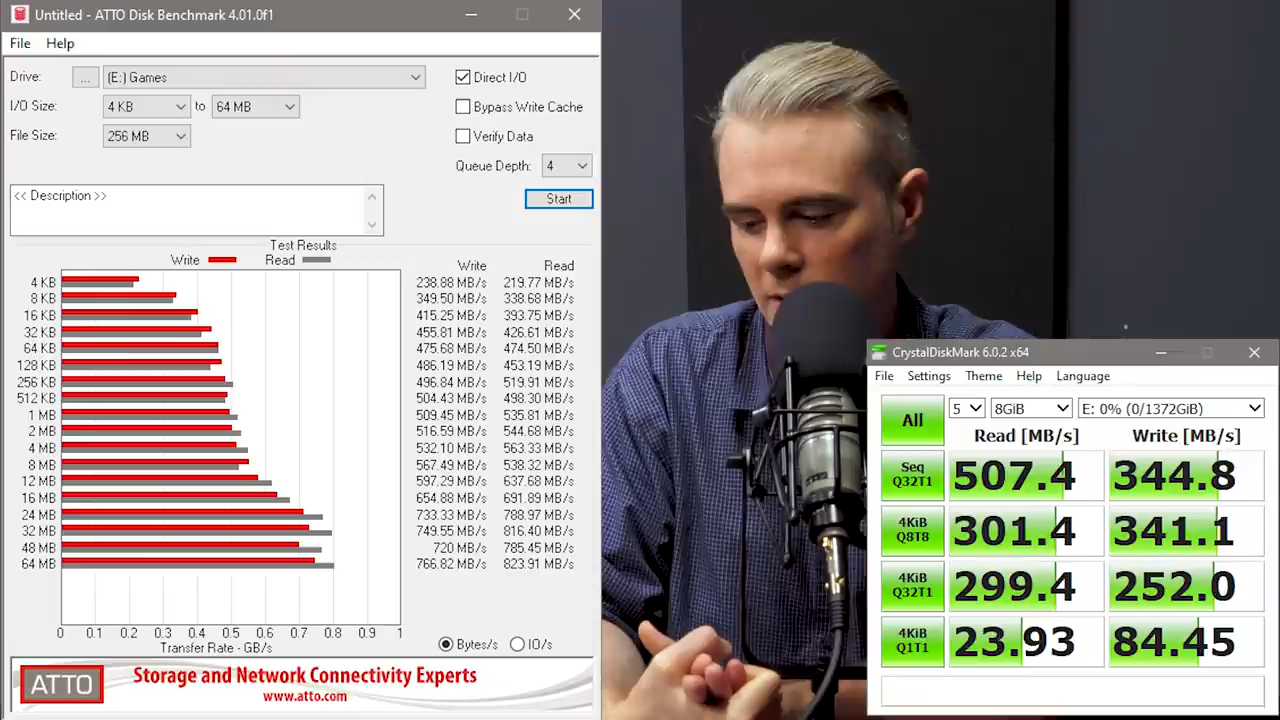 Untitled - ATTO Disk Benchmark 4.01.0f1
File Help
Drive: ... (E:) Games
Direct I/O
I/O Size: 4 KB to 64 MB
Bypass Write Cache
File Size: 256 MB
Verify Data
Queue Depth: 4
<< Description >>
Start
Test Results
Write Read
Write Read
4 KB 238.88 MB/s 219.77 MB/s
8 KB 349.50 MB/s 338.68 MB/s
16 KB 415.25 MB/s 393.75 MB/s
32 KB 455.81 MB/s 426.61 MB/s
64 KB 475.68 MB/s 474.50 MB/s
128 KB 486.19 MB/s 453.19 MB/s
256 KB 496.84 MB/s 519.91 MB/s
512 KB 504.43 MB/s 498.30 MB/s
1 MB 509.45 MB/s 535.81 MB/s
2 MB 516.59 MB/s 544.68 MB/s
4 MB 532.10 MB/s 563.33 MB/s
8 MB 567.49 MB/s 538.32 MB/s
12 MB 597.29 MB/s 637.68 MB/s
16 MB 654.88 MB/s 691.89 MB/s
24 MB 733.33 MB/s 788.97 MB/s
32 MB 749.55 MB/s 816.40 MB/s
48 MB 720 MB/s 785.45 MB/s
64 MB 766.82 MB/s 823.91 MB/s
0 0.1 0.2 0.3 0.4 0.5 0.6 0.7 0.8 0.9 1
Transfer Rate - GB/s
Bytes/s IO/s
ATTO
Storage and Network Connectivity Experts
www.atto.com
CrystalDiskMark 6.0.2 x64
File Settings Theme Help Language
All 5 8GiB E: 0% (0/1372GiB)
Read [MB/s] Write [MB/s]
Seq
Q32T1
507.4 344.8
4KiB
Q8T8
301.4 341.1
4KiB
Q32T1
299.4 252.0
4KiB
Q1T1
23.93 84.45